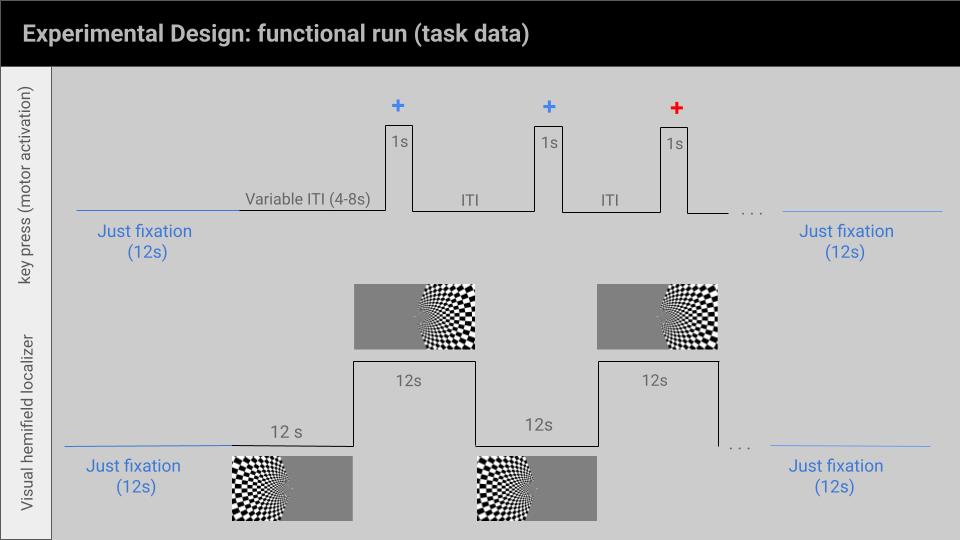 Experimental Design: functional run (task data)
key press (motor activation)
+ + +
1s 1s 1s
Variable ITI (4-8s) ITI ITI
. . .
Just fixation
(12s)
Just fixation
(12s)
Visual hemifield localizer
12s 12s
12 s 12s
. . .
Just fixation
(12s)
Just fixation
(12s)